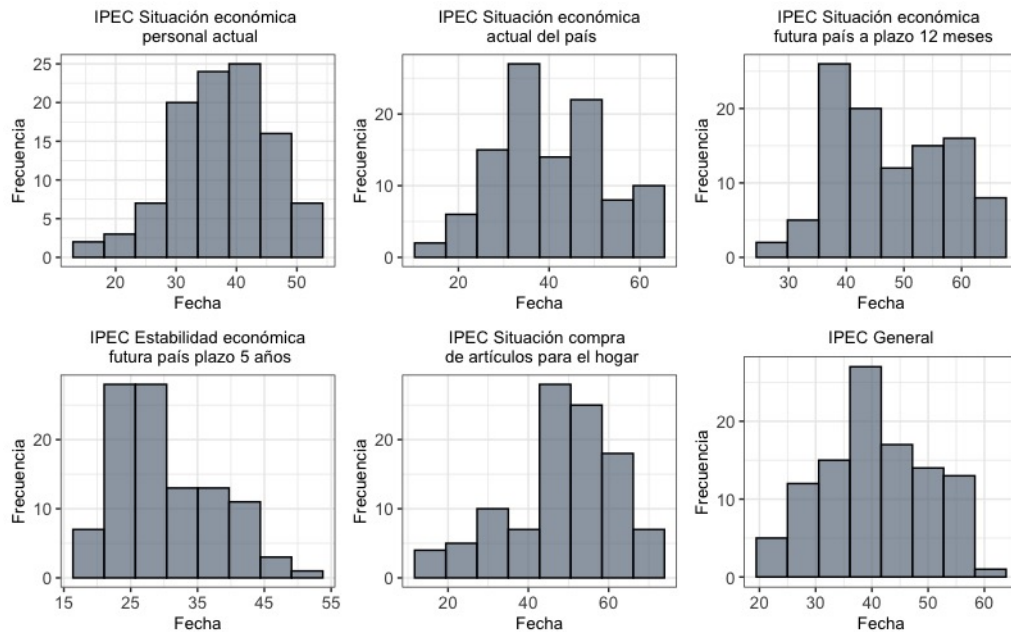 IPEC Situación económica
personal actual
25
20
15
10
5
0
Frecuencia
20 30 40 50
Fecha
IPEC Situación económica
actual del país
20
10
0
Frecuencia
20 40 60
Fecha
IPEC Situación económica
futura país a plazo 12 meses
20
10
0
Frecuencia
30 40 50 60
Fecha
IPEC Estabilidad económica
futura país plazo 5 años
20
10
0
Frecuencia
15 25 35 45 55
Fecha
IPEC Situación compra
de artículos para el hogar
20
10
0
Frecuencia
20 40 60
Fecha
IPEC General
20
10
0
Frecuencia
20 30 40 50 60
Fecha